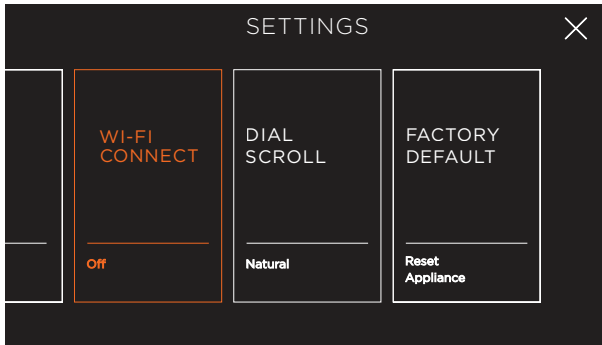 SETTINGS
WI-FI
CONNECT
Off
DIAL
SCROLL
Natural
FACTORY
DEFAULT
Reset
Appliance